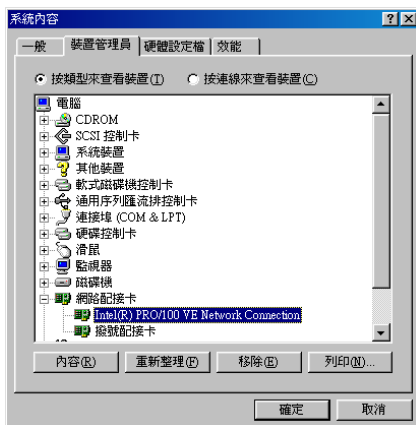 系統內容
一般 裝置管理員 硬體設定檔 效能
按類型來查看裝置(T) 按連線來查看裝置(C)
電腦
CDROM
SCSI 控制卡
系統裝置
其他裝置
軟式磁碟機控制卡
通用序列匯流排控制卡
連接埠 (COM & LPT)
硬碟控制卡
滑鼠
監視器
磁碟機
網路配接卡
Intel(R) PRO/100 VE Network Connection
撥號配接卡
內容(R) 重新整理(F) 移除(E) 列印(N)...
確定 取消